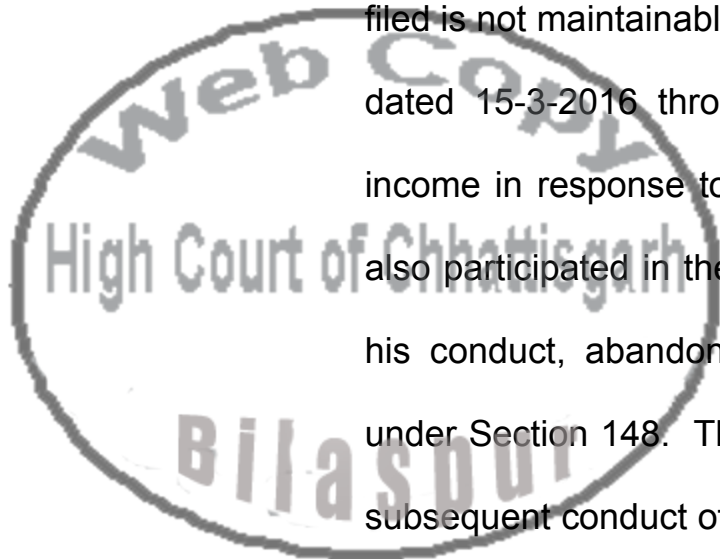 filed is not maintainabl
Web Copy
dated 15-3-2016 thro
income in response to
High Court of Chhattisgarh
also participated in the
his conduct, abandon
under Section 148. Th
Bilaspur
subsequent conduct of